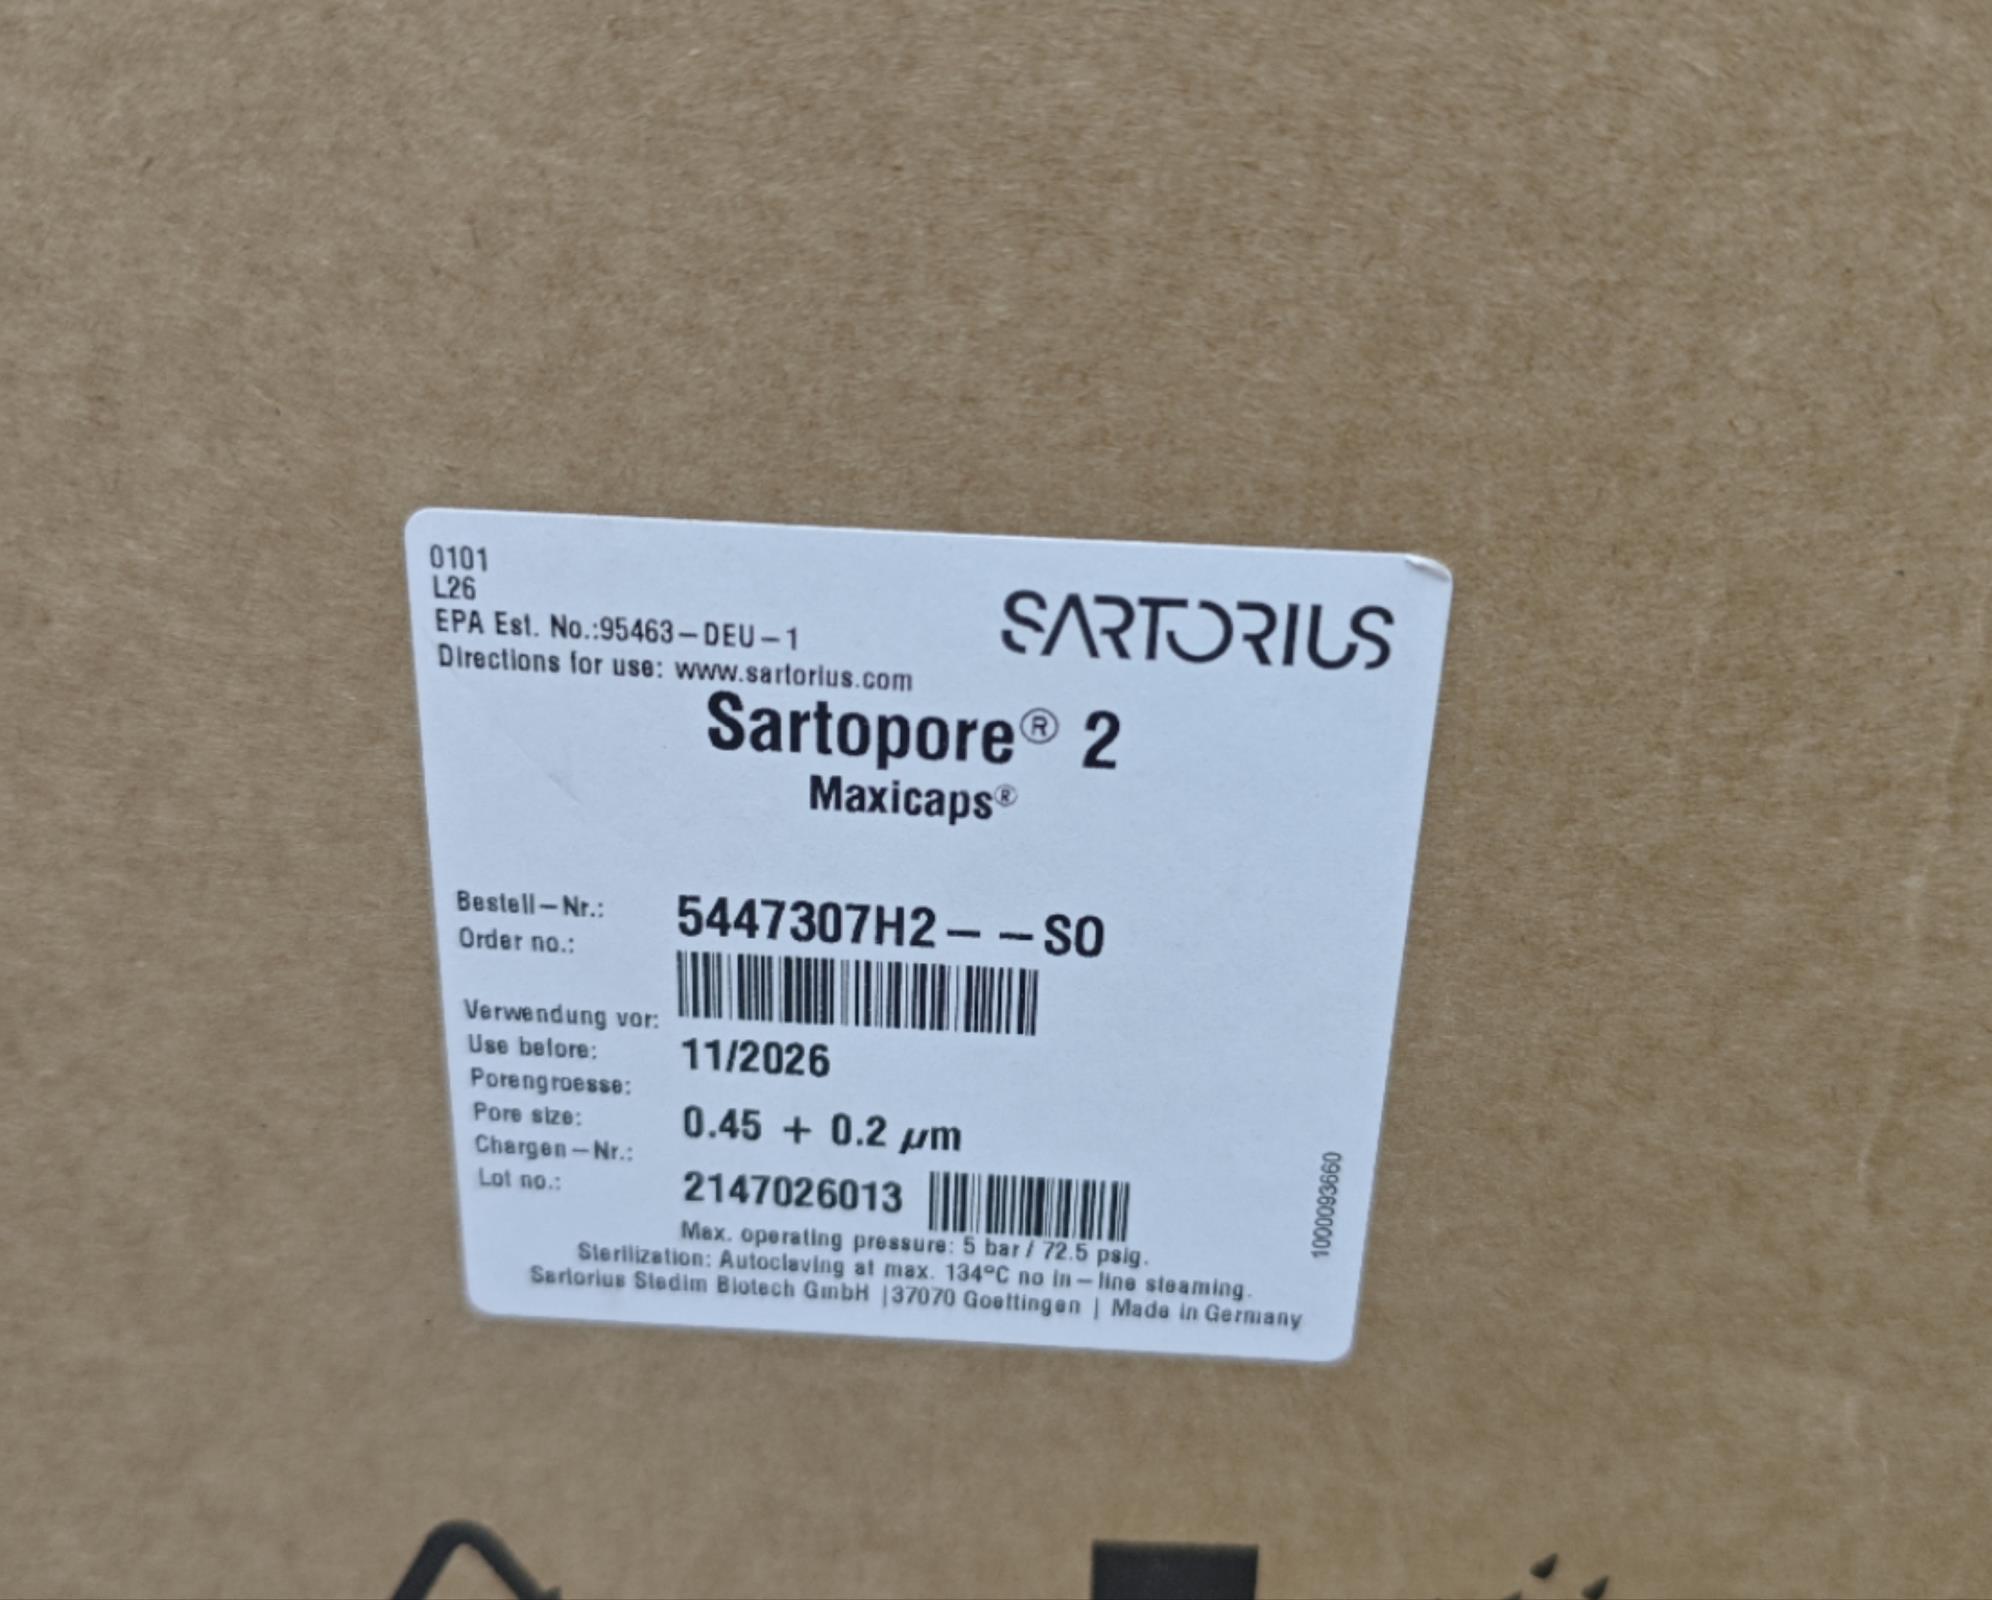 0101
L26
EPA Est. No.:95463-DEU-1
Directions for use: www.sartorius.com
SARTORIUS
Sartopore® 2
Maxicaps®
Bestell-Nr.:
Order no.:
5447307H2--SO
Verwendung vor:
Use before:
11/2026
Porengroesse:
Pore size:
0.45 + 0.2 µm
Chargen-Nr.:
Lot no.:
2147026013
Max. operating pressure: 5 bar / 72.5 psig.
Sterilization: Autoclaving at max. 134°C no in-line steaming.
Sartorius Stedim Biotech GmbH | 37070 Goettingen | Made in Germany
1000093660